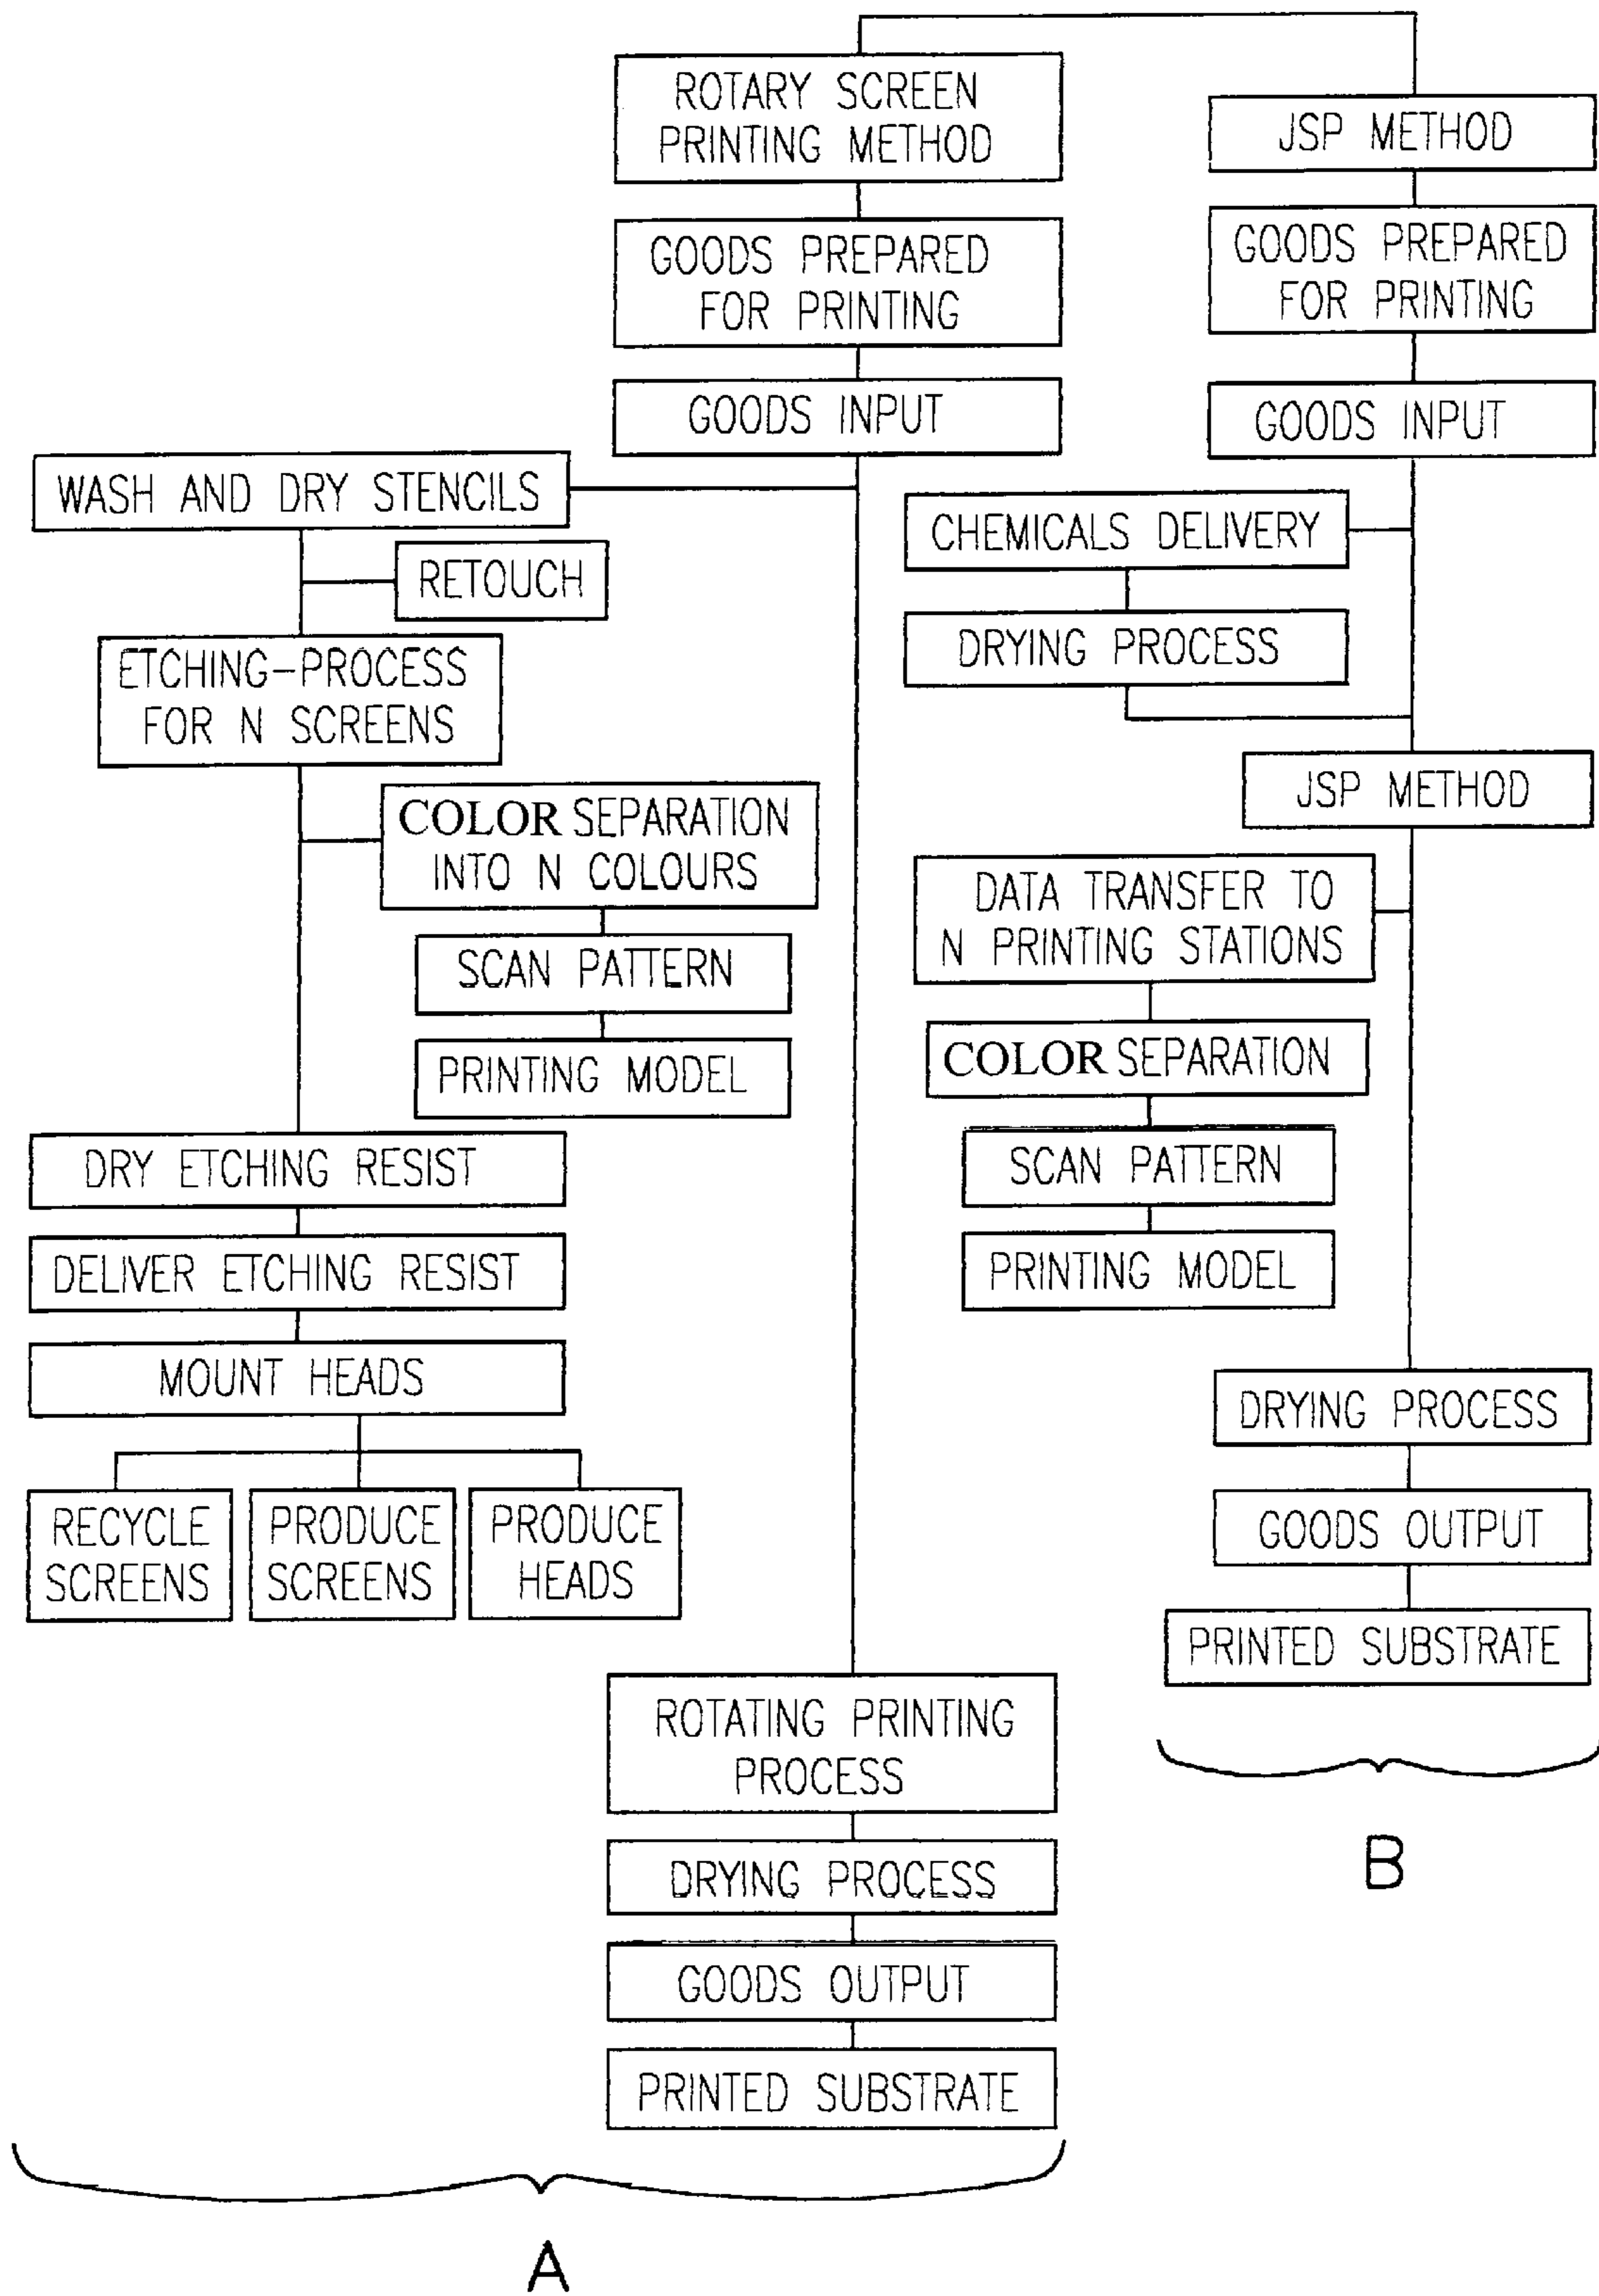 ROTARY SCREEN
PRINTING METHOD
GOODS PREPARED
FOR PRINTING
GOODS INPUT
WASH AND DRY STENCILS
RETOUCH
ETCHING-PROCESS
FOR N SCREENS
COLOR SEPARATION
INTO N COLOURS
SCAN PATTERN
PRINTING MODEL
DRY ETCHING RESIST
DELIVER ETCHING RESIST
MOUNT HEADS
RECYCLE
SCREENS
PRODUCE
SCREENS
PRODUCE
HEADS
ROTATING PRINTING
PROCESS
DRYING PROCESS
GOODS OUTPUT
PRINTED SUBSTRATE
A
JSP METHOD
GOODS PREPARED
FOR PRINTING
GOODS INPUT
CHEMICALS DELIVERY
DRYING PROCESS
JSP METHOD
DATA TRANSFER TO
N PRINTING STATIONS
COLOR SEPARATION
SCAN PATTERN
PRINTING MODEL
DRYING PROCESS
GOODS OUTPUT
PRINTED SUBSTRATE
B